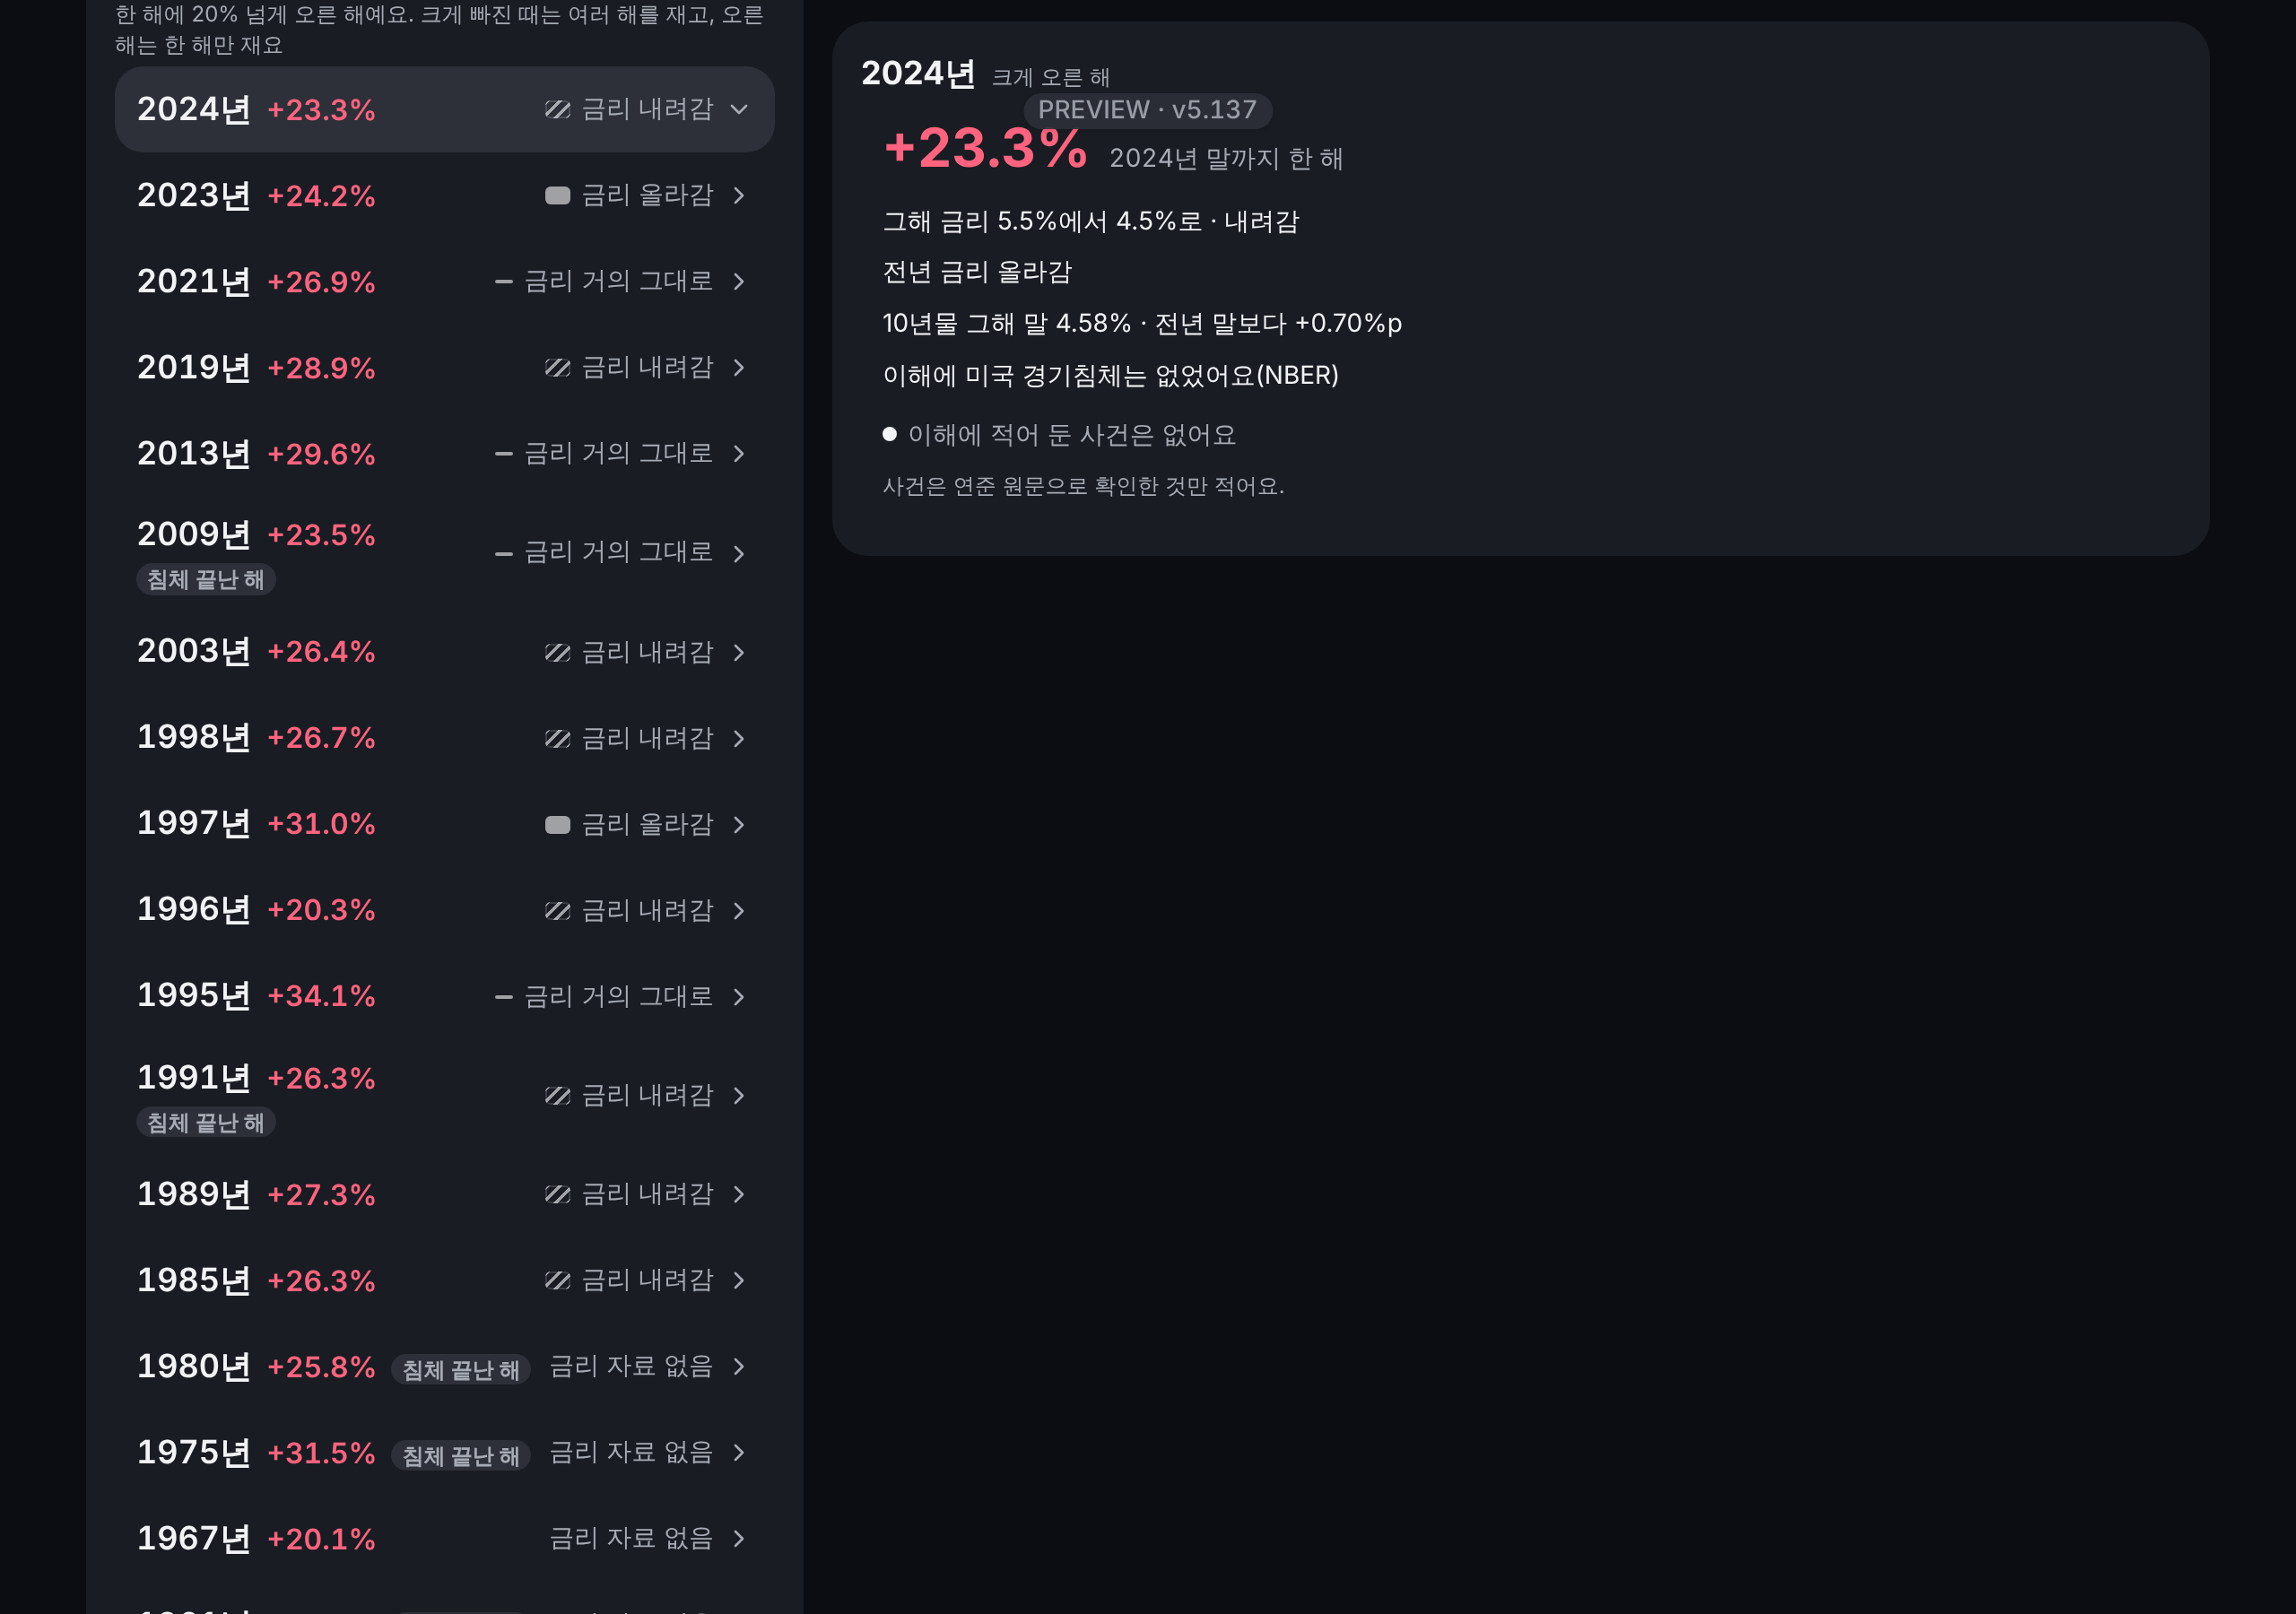 한 해에 20% 넘게 오른 해예요. 크게 빠진 때는 여러 해를 재고, 오른
해는 한 해만 재요
2024년 +23.3% 금리 내려감
2023년 +24.2% 금리 올라감
2021년 +26.9% 금리 거의 그대로
2019년 +28.9% 금리 내려감
2013년 +29.6% 금리 거의 그대로
2009년 +23.5% 금리 거의 그대로
침체 끝난 해
2003년 +26.4% 금리 내려감
1998년 +26.7% 금리 내려감
1997년 +31.0% 금리 올라감
1996년 +20.3% 금리 내려감
1995년 +34.1% 금리 거의 그대로
1991년 +26.3% 금리 내려감
침체 끝난 해
1989년 +27.3% 금리 내려감
1985년 +26.3% 금리 내려감
1980년 +25.8% 침체 끝난 해 금리 자료 없음
1975년 +31.5% 침체 끝난 해 금리 자료 없음
1967년 +20.1% 금리 자료 없음
2024년 크게 오른 해
PREVIEW · v5.137
+23.3% 2024년 말까지 한 해
그해 금리 5.5%에서 4.5%로 · 내려감
전년 금리 올라감
10년물 그해 말 4.58% · 전년 말보다 +0.70%p
이해에 미국 경기침체는 없었어요(NBER)
이해에 적어 둔 사건은 없어요
사건은 연준 원문으로 확인한 것만 적어요.